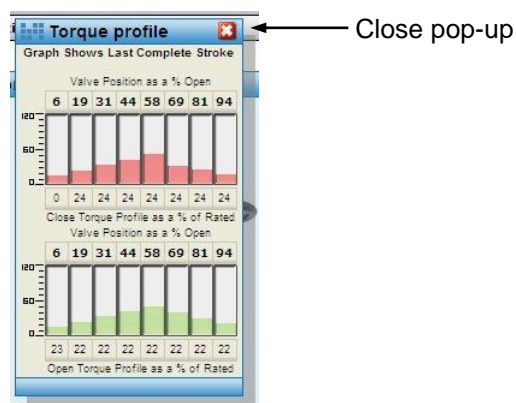 Torque profile
Close pop-up
Graph Shows Last Complete Stroke
Valve Position as a % Open
6 19 31 44 58 69 81 94
120
60
0
0 24 24 24 24 24 24 24
Close Torque Profile as a % of Rated
Valve Position as a % Open
6 19 31 44 58 69 81 94
120
60
0
23 22 22 22 22 22 22 22
Open Torque Profile as a % of Rated